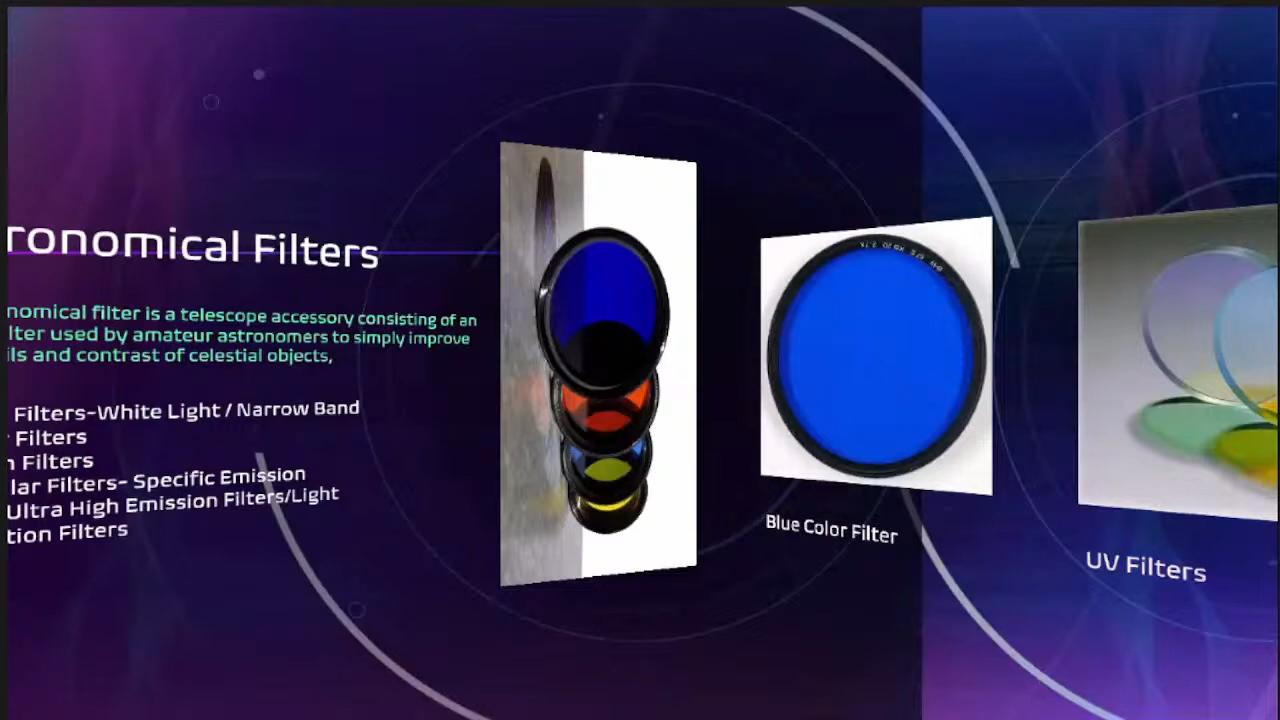 ronomical Filters
nomical filter is a telescope accessory consisting of an
lter used by amateur astronomers to simply improve
ils and contrast of celestial objects,
Filters-White Light / Narrow Band
Filters
n Filters
lar Filters- Specific Emission
Ultra High Emission Filters/Light
tion Filters
Blue Color Filter
UV Filters